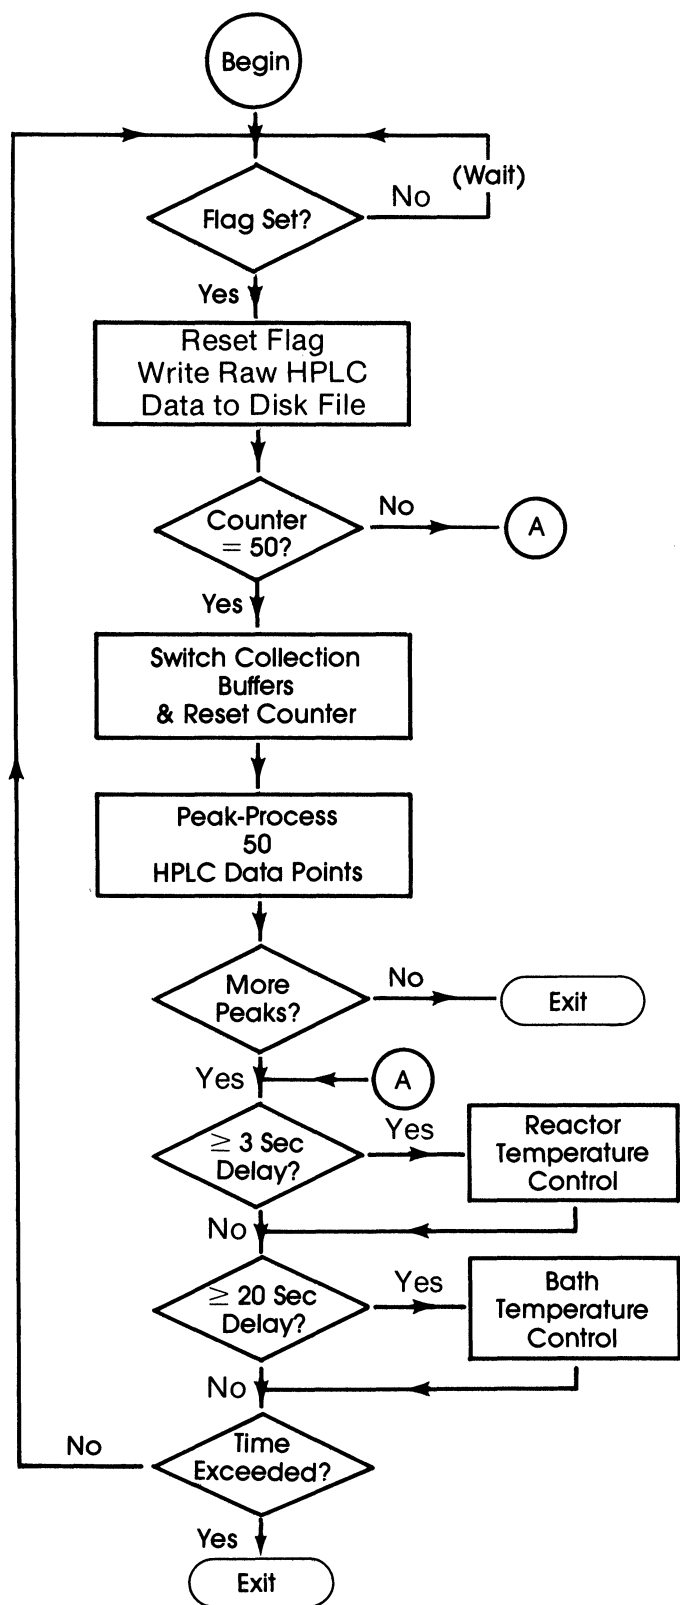 Begin
(Wait)
No
Flag Set?
Yes
Reset Flag
Write Raw HPLC
Data to Disk File
No
Counter
= 50?
A
Yes
Switch Collection
Buffers
& Reset Counter
Peak-Process
50
HPLC Data Points
More
Peaks?
No
Exit
Yes
A
≥ 3 Sec
Delay?
Yes
Reactor
Temperature
Control
No
≥ 20 Sec
Delay?
Yes
Bath
Temperature
Control
No
Time
Exceeded?
No
Yes
Exit